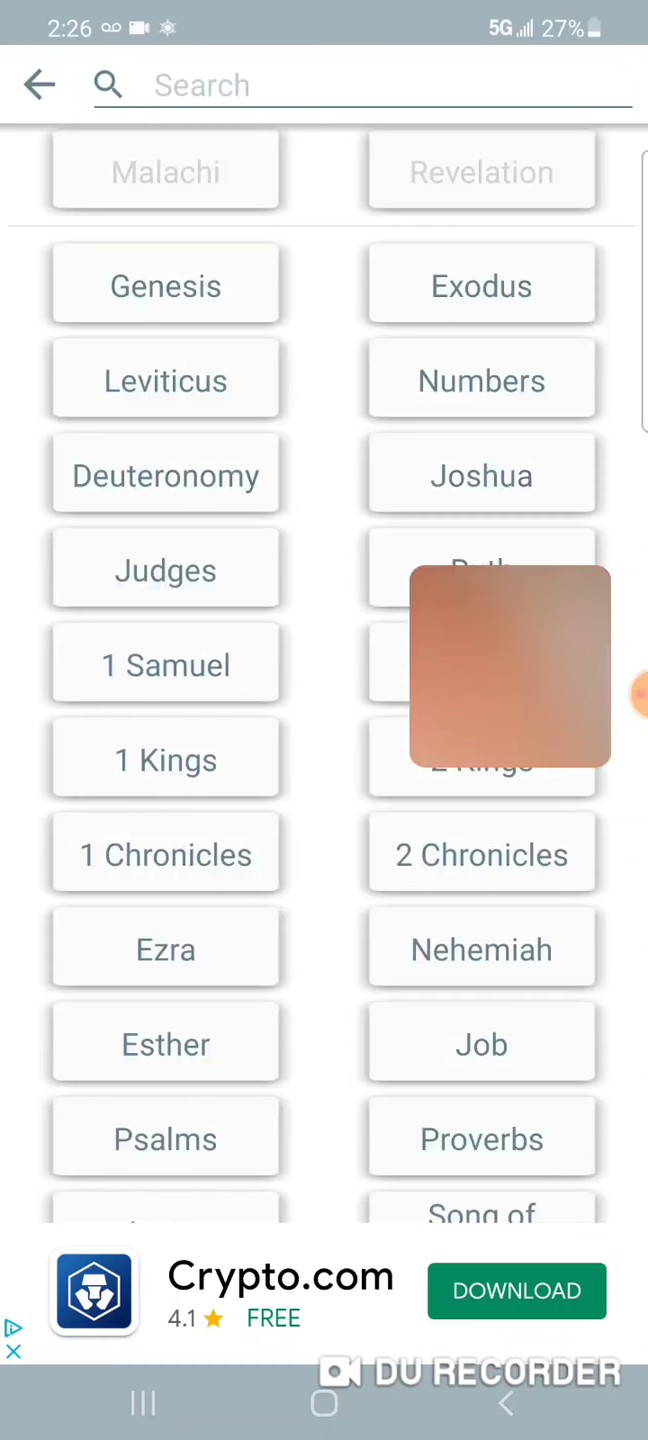 2:26 5G 27%
Search
Malachi Revelation
Genesis Exodus
Leviticus Numbers
Deuteronomy Joshua
Judges
1 Samuel
1 Kings 2 Kings
1 Chronicles 2 Chronicles
Ezra Nehemiah
Esther Job
Psalms Proverbs
Song of
Crypto.com
4.1 FREE
DOWNLOAD
DU RECORDER